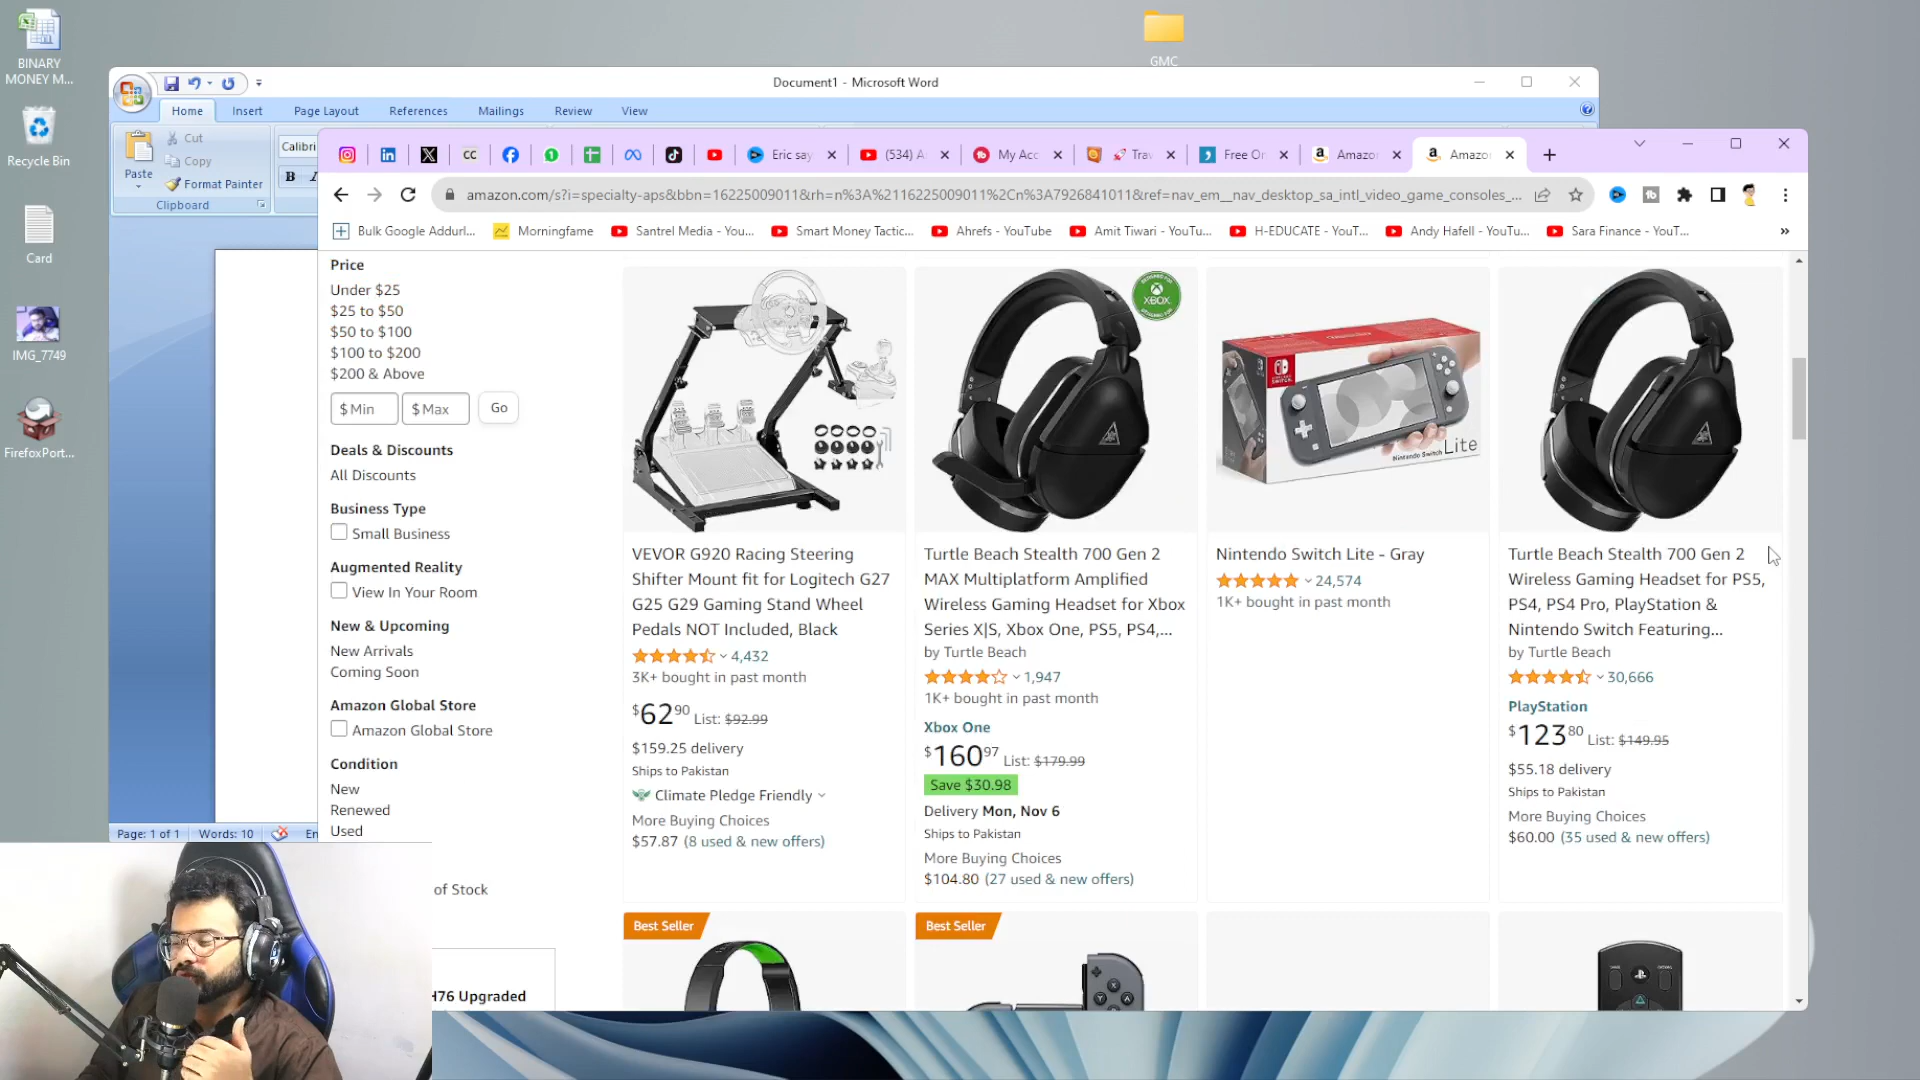 BINARY
MONEY M...
Recycle Bin
Card
IMG_7749
FirefoxPort...
GMC
Document1 - Microsoft Word
Home Insert Page Layout References Mailings Review View
Paste
Cut
Copy
Format Painter
Clipboard
Calibri
B I
Page: 1 of 1 Words: 10 En
CC Eric say (534) A My Acc Trav Free On Amazon Amazon
amazon.com/s?i=specialty-aps&bbn=16225009011&rh=n%3A%2116225009011%2Cn%3A7926841011&ref=nav_em__nav_desktop_sa_intl_video_game_consoles_...
Bulk Google Addurl... Morningfame Santrel Media - You... Smart Money Tactic... Ahrefs - YouTube Amit Tiwari - YouTu... H-EDUCATE - YouT... Andy Hafell - YouTu... Sara Finance - YouT... »
Price
Under $25
$25 to $50
$50 to $100
$100 to $200
$200 & Above
$ Min $ Max Go
Deals & Discounts
All Discounts
Business Type
Small Business
Augmented Reality
View In Your Room
New & Upcoming
New Arrivals
Coming Soon
Amazon Global Store
Amazon Global Store
Condition
New
Renewed
Used
of Stock
H76 Upgraded
VEVOR G920 Racing Steering
Shifter Mount fit for Logitech G27
G25 G29 Gaming Stand Wheel
Pedals NOT Included, Black
4,432
3K+ bought in past month
$62.90 List: $92.99
$159.25 delivery
Ships to Pakistan
Climate Pledge Friendly
More Buying Choices
$57.87 (8 used & new offers)
XBOX
Turtle Beach Stealth 700 Gen 2
MAX Multiplatform Amplified
Wireless Gaming Headset for Xbox
Series X|S, Xbox One, PS5, PS4,...
by Turtle Beach
1,947
1K+ bought in past month
Xbox One
$160.97 List: $179.99
Save $30.98
Delivery Mon, Nov 6
Ships to Pakistan
More Buying Choices
$104.80 (27 used & new offers)
Nintendo Switch Lite
Nintendo Switch Lite - Gray
24,574
1K+ bought in past month
Turtle Beach Stealth 700 Gen 2
Wireless Gaming Headset for PS5,
PS4, PS4 Pro, PlayStation &
Nintendo Switch Featuring...
by Turtle Beach
30,666
PlayStation
$123.80 List: $149.95
$55.18 delivery
Ships to Pakistan
More Buying Choices
$60.00 (35 used & new offers)
Best Seller
Best Seller